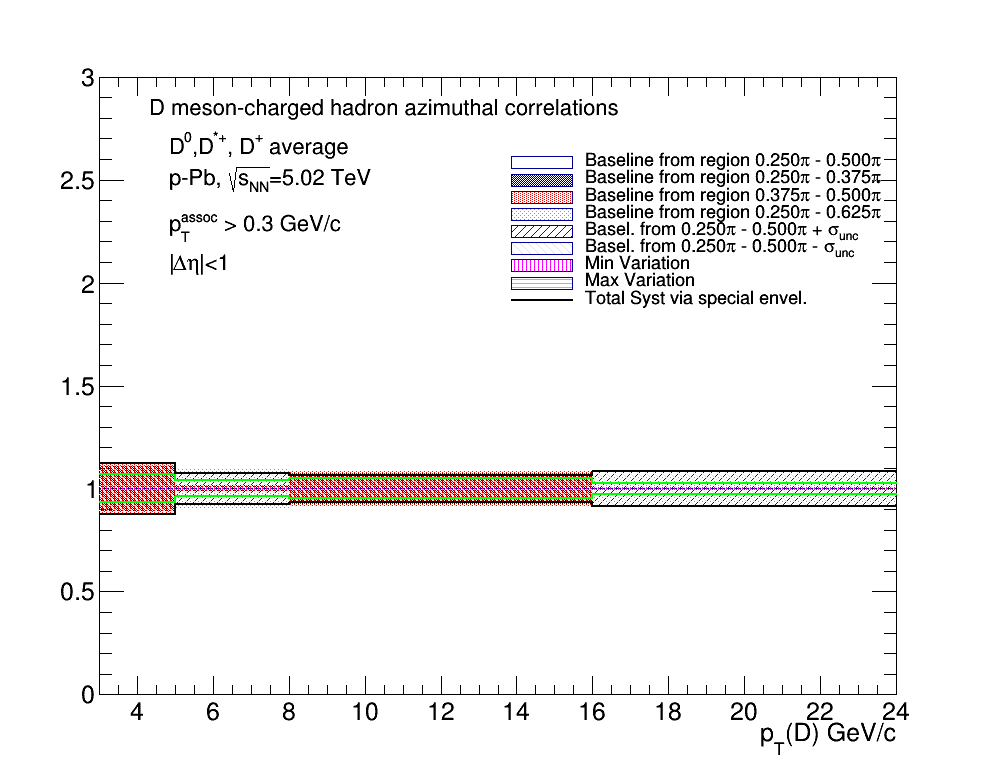 D meson-charged hadron azimuthal correlations
D⁰,D*⁺, D⁺ average
p-Pb, √sNN=5.02 TeV
pTassoc > 0.3 GeV/c
|Δη|<1
Baseline from region 0.250π - 0.500π
Baseline from region 0.250π - 0.375π
Baseline from region 0.375π - 0.500π
Baseline from region 0.250π - 0.625π
Basel. from 0.250π - 0.500π + σunc
Basel. from 0.250π - 0.500π - σunc
Min Variation
Max Variation
Total Syst via special envel.
3
2.5
2
1.5
1
0.5
0
4 6 8 10 12 14 16 18 20 22 24
pT(D) GeV/c